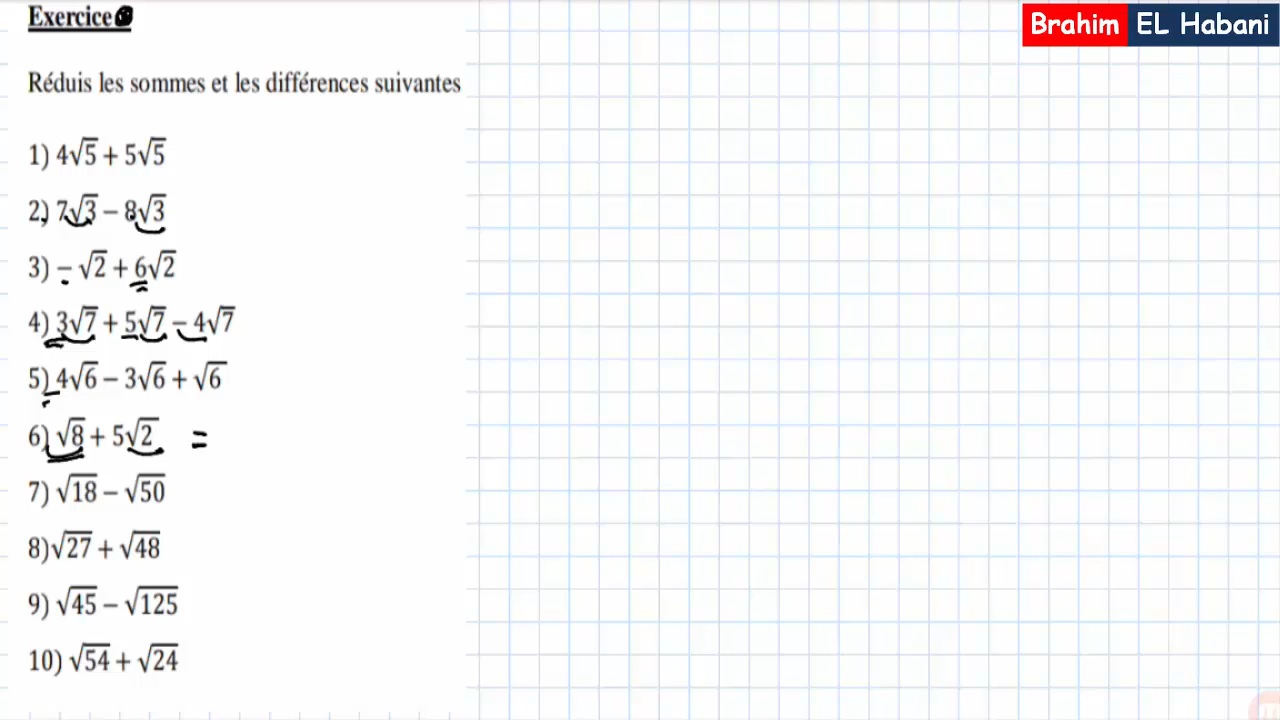 Exercice
Brahim EL Habani
Réduis les sommes et les différences suivantes
1) 4√5 + 5√5
2) 7√3 − 8√3
3) − √2 + 6√2
4) 3√7 + 5√7 − 4√7
5) 4√6 − 3√6 + √6
6) √8 + 5√2 =
7) √18 − √50
8)√27 + √48
9) √45 − √125
10) √54 + √24